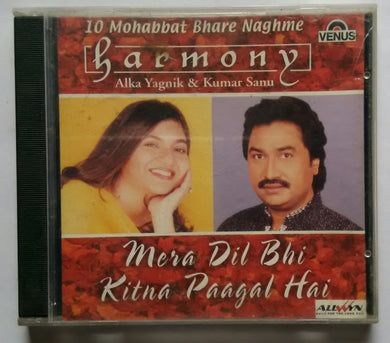 10 Mohabbat Bhare Naghme
VENUS
harmony
Alka Yagnik & Kumar Sanu
Mera Dil Bhi
Kitna Paagal Hai